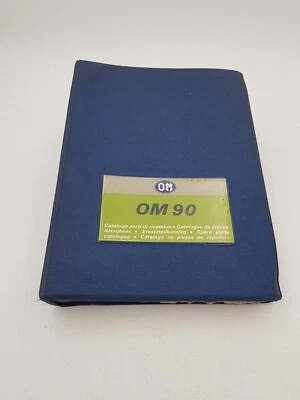 OM
OM 90
Catalogo parti di ricambio • Catalogue de pièces
détachées • Ersatzteilkatalog • Spare parts
catalogue • Catalogo de piezas de repuesto